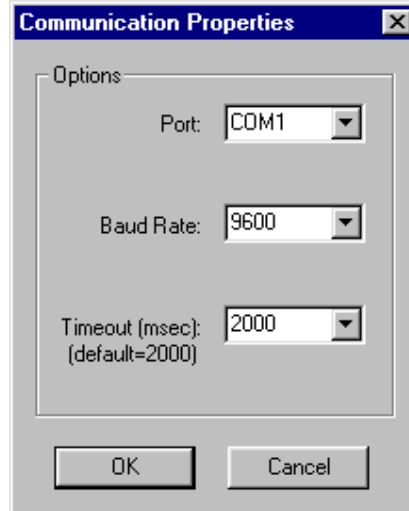 Communication Properties
Options
Port: COM1
Baud Rate: 9600
Timeout (msec): 2000
(default=2000)
OK Cancel